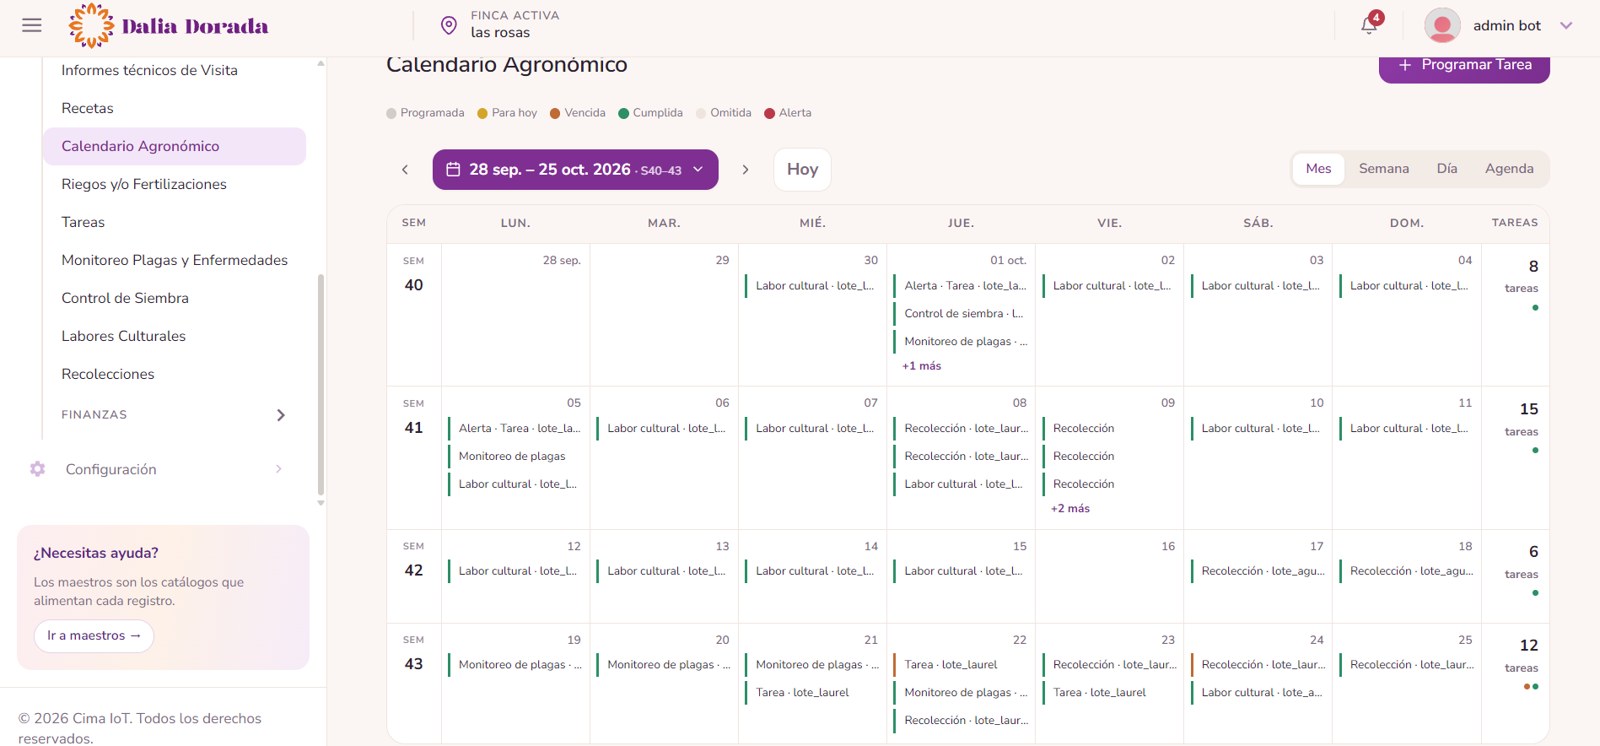 Dalia Dorada
FINCA ACTIVA
las rosas
4
admin bot
Informes técnicos de Visita
Recetas
Calendario Agronómico
Riegos y/o Fertilizaciones
Tareas
Monitoreo Plagas y Enfermedades
Control de Siembra
Labores Culturales
Recolecciones
FINANZAS
Configuración
¿Necesitas ayuda?
Los maestros son los catálogos que
alimentan cada registro.
Ir a maestros →
© 2026 Cima IoT. Todos los derechos
reservados.
Calendario Agronómico
+ Programar Tarea
Programada Para hoy Vencida Cumplida Omitida Alerta
28 sep. – 25 oct. 2026 · S40–43
Hoy
Mes Semana Día Agenda
SEM LUN. MAR. MIÉ. JUE. VIE. SÁB. DOM. TAREAS
SEM
40
28 sep.
29
30
Labor cultural · lote_l...
01 oct.
Alerta · Tarea · lote_la...
Control de siembra · l...
Monitoreo de plagas · ...
+1 más
02
Labor cultural · lote_l...
03
Labor cultural · lote_l...
04
Labor cultural · lote_l...
8
tareas
SEM
41
05
Alerta · Tarea · lote_la...
Monitoreo de plagas
Labor cultural · lote_l...
06
Labor cultural · lote_l...
07
Labor cultural · lote_l...
08
Recolección · lote_laur...
Recolección · lote_laur...
Labor cultural · lote_l...
09
Recolección
Recolección
Recolección
+2 más
10
Labor cultural · lote_l...
11
Labor cultural · lote_l...
15
tareas
SEM
42
12
Labor cultural · lote_l...
13
Labor cultural · lote_l...
14
Labor cultural · lote_l...
15
Labor cultural · lote_l...
16
17
Recolección · lote_agu...
18
Recolección · lote_agu...
6
tareas
SEM
43
19
Monitoreo de plagas · ...
20
Monitoreo de plagas · ...
21
Monitoreo de plagas · ...
Tarea · lote_laurel
22
Tarea · lote_laurel
Monitoreo de plagas · ...
Recolección · lote_laur...
23
Recolección · lote_laur...
Tarea · lote_laurel
24
Recolección · lote_laur...
Labor cultural · lote_a...
25
Recolección · lote_laur...
12
tareas